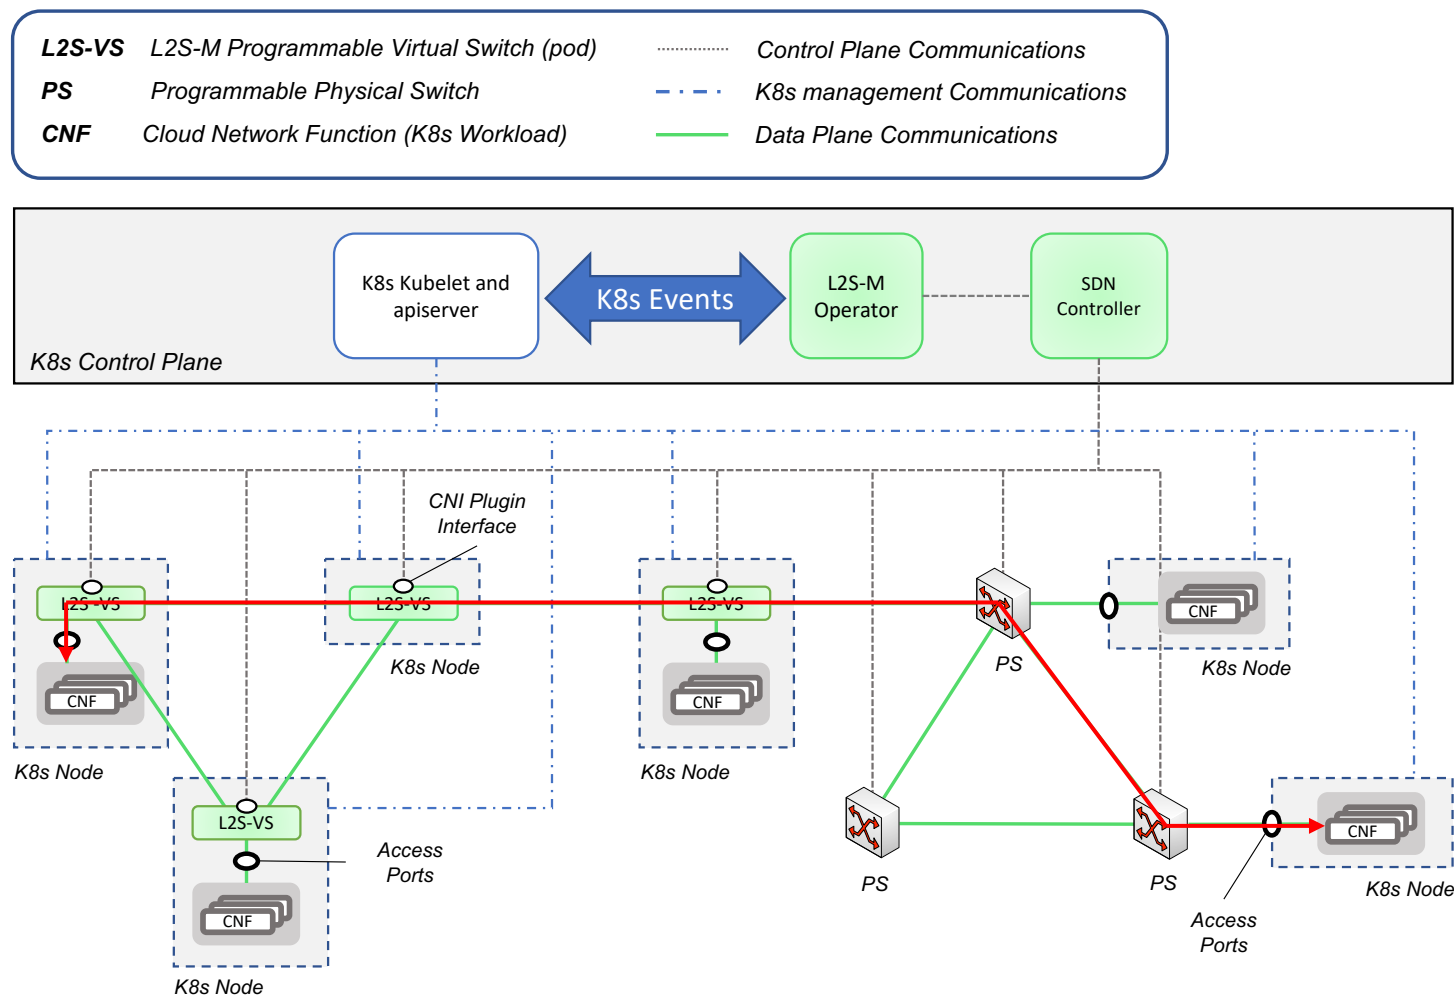 L2S-VS L2S-M Programmable Virtual Switch (pod)
PS Programmable Physical Switch
CNF Cloud Network Function (K8s Workload)
Control Plane Communications
K8s management Communications
Data Plane Communications
K8s Kubelet and
apiserver
K8s Events
L2S-M
Operator
SDN
Controller
K8s Control Plane
CNI Plugin
Interface
L2S-VS
L2S-VS
L2S-VS
CNF
K8s Node
PS
K8s Node
CNF
CNF
K8s Node
K8s Node
L2S-VS
Access
Ports
CNF
K8s Node
PS
PS
CNF
K8s Node
Access
Ports